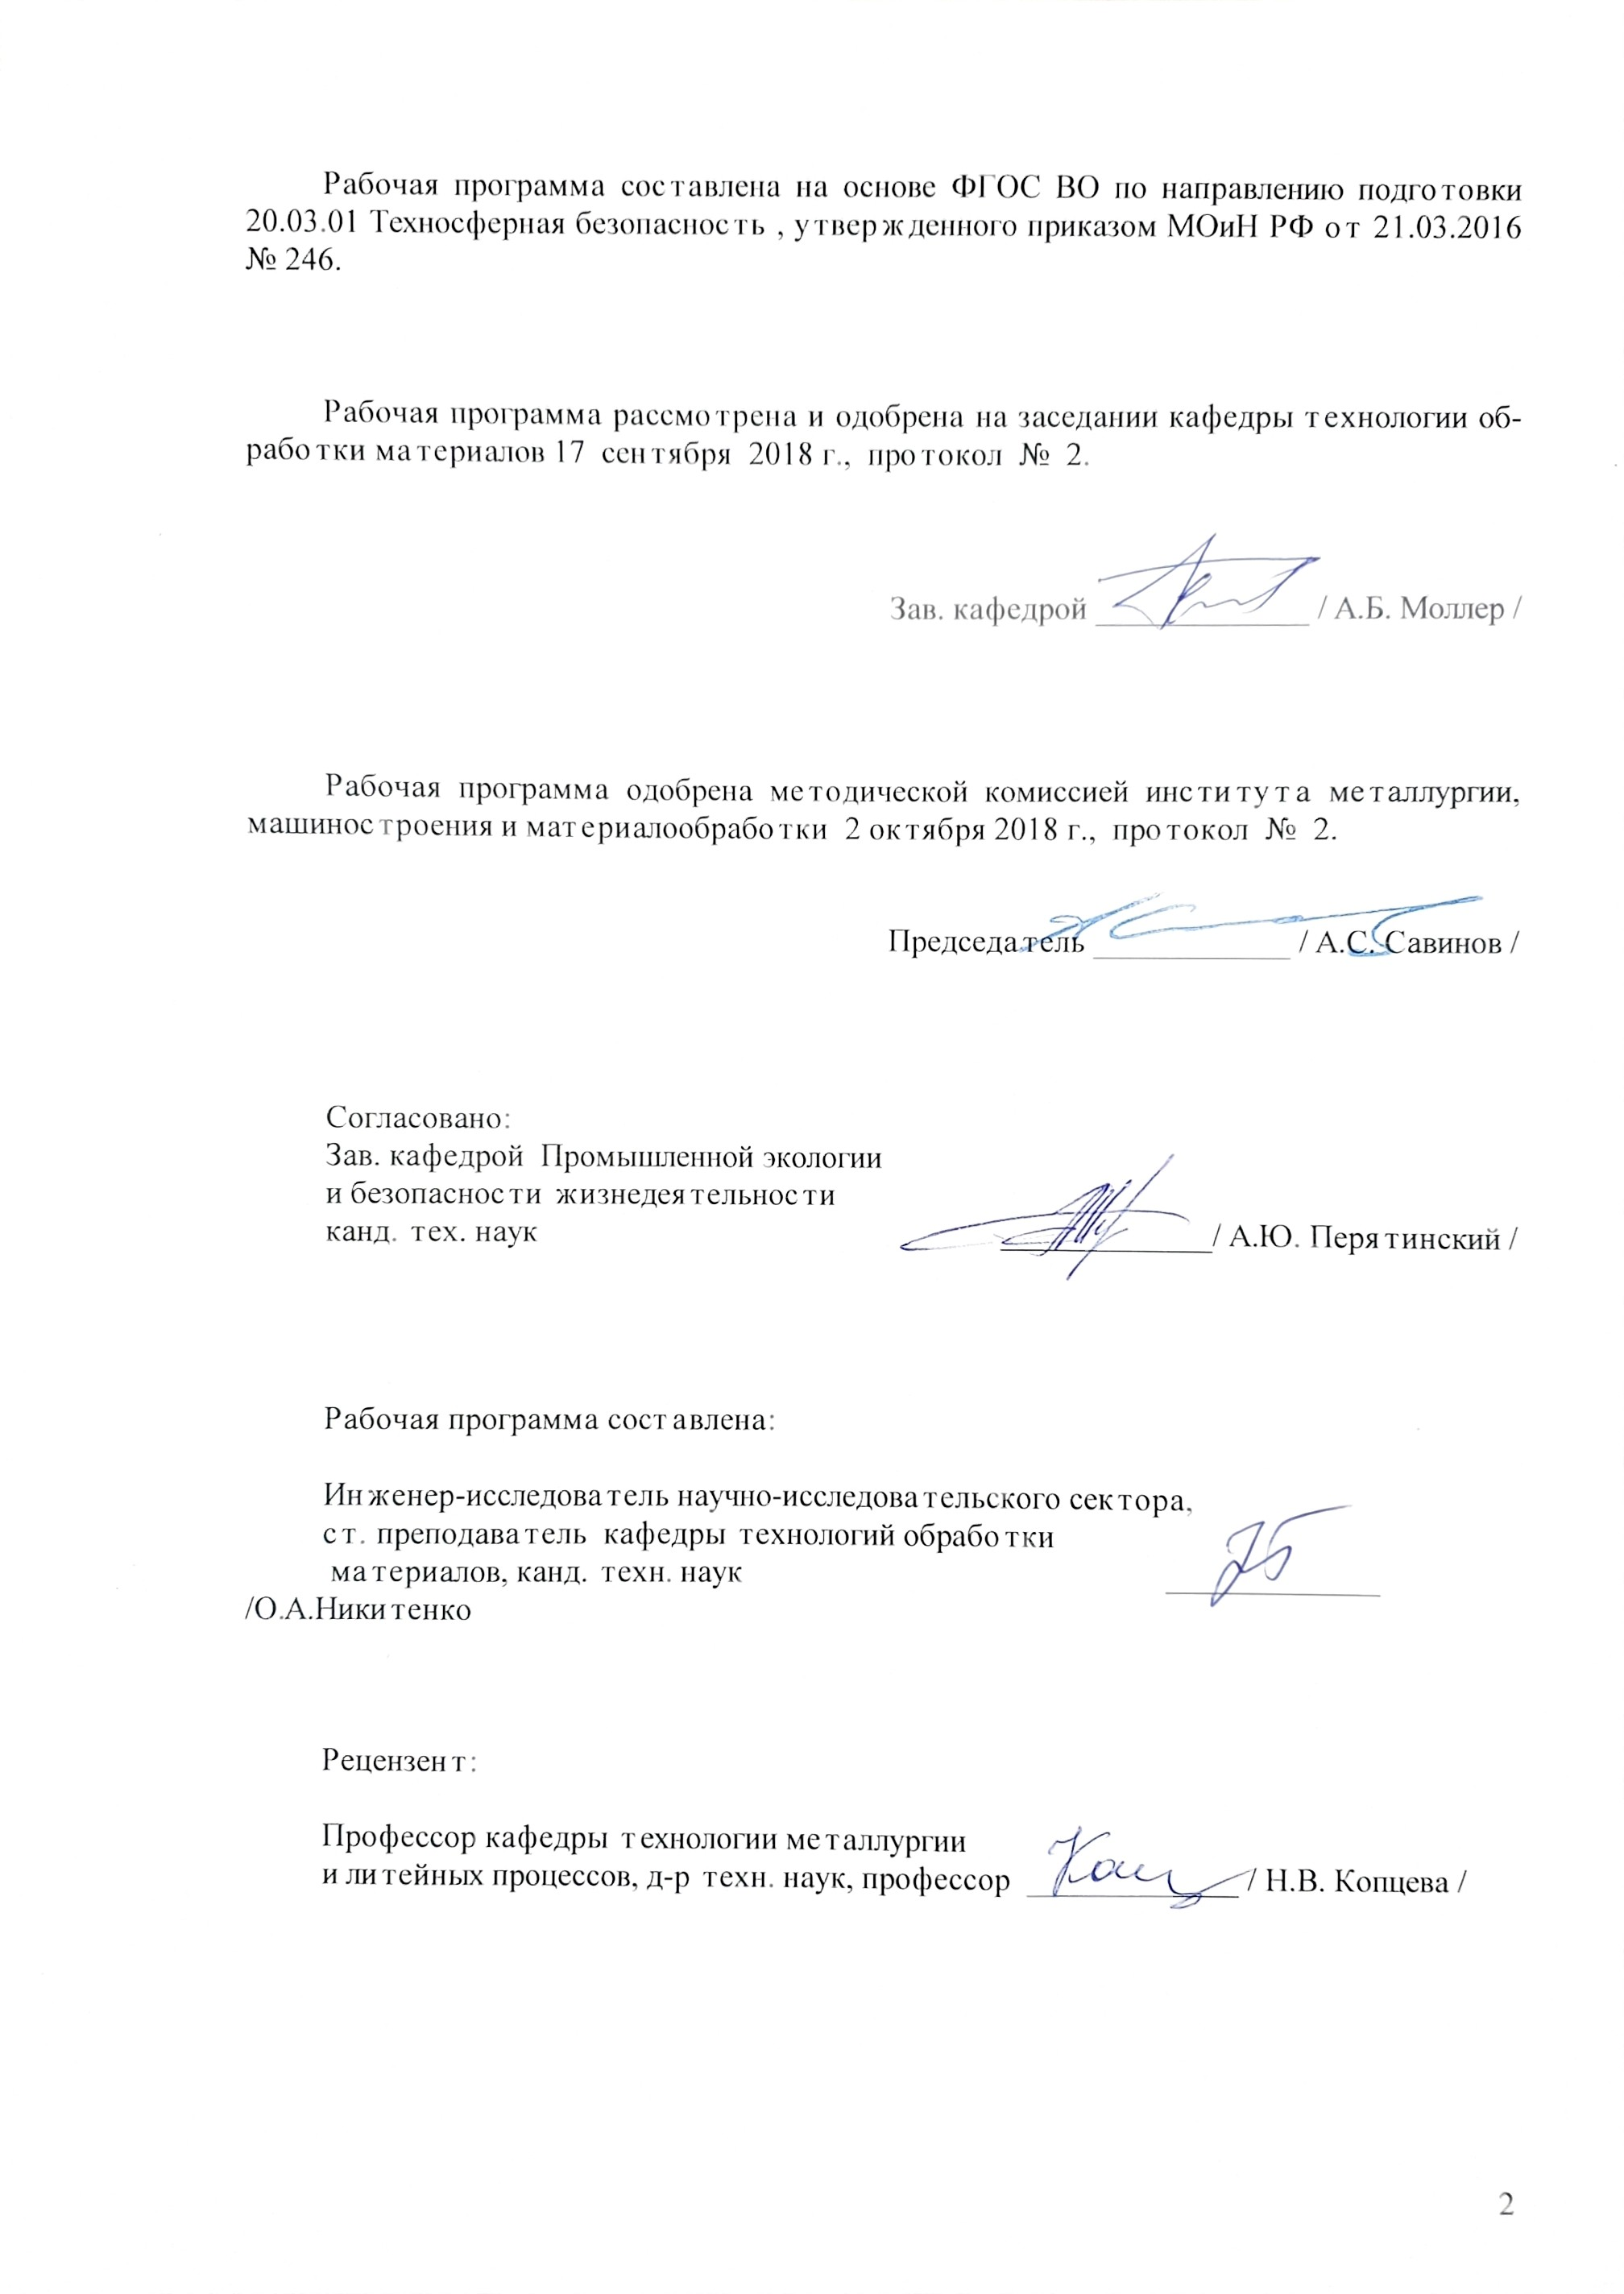 Рабочая программа составлена на основе ФГОС ВО по направлению подготовки
20.03.01 Техносферная безопасность , утвержденного приказом МОиН РФ от 21.03.2016
№ 246.
Рабочая программа рассмотрена и одобрена на заседании кафедры технологии об-
работки материалов 17 сентября 2018 г., протокол № 2.
Зав. кафедрой / А.Б. Моллер /
Рабочая программа одобрена методической комиссией института металлургии,
машиностроения и материалообработки 2 октября 2018 г., протокол № 2.
Председатель / А.С. Савинов /
Согласовано:
Зав. кафедрой Промышленной экологии
и безопасности жизнедеятельности
канд. тех. наук / А.Ю. Перятинский /
Рабочая программа составлена:
Инженер-исследователь научно-исследовательского сектора,
ст. преподаватель кафедры технологий обработки
материалов, канд. техн. наук
/О.А.Никитенко
Рецензент:
Профессор кафедры технологии металлургии
и литейных процессов, д-р техн. наук, профессор / Н.В. Копцева /
2